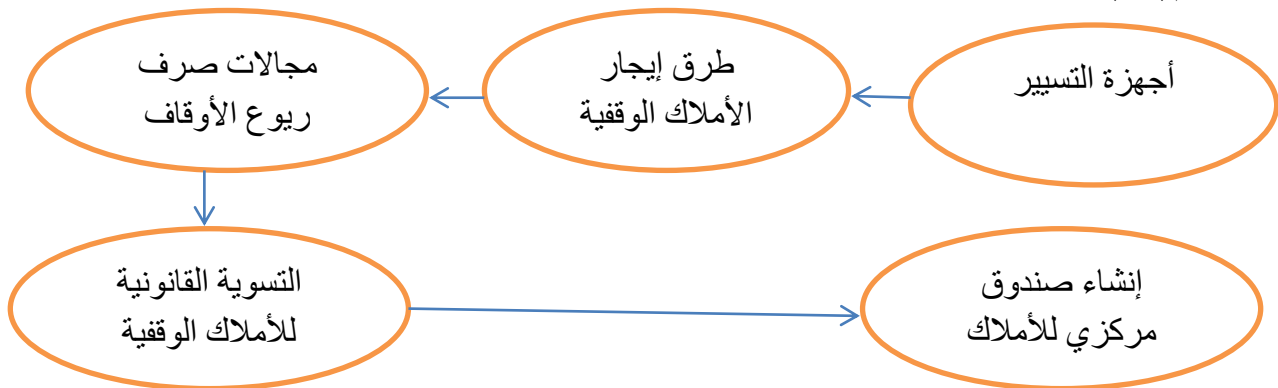 أجهزة التسيير
طرق إيجار
الأملاك الوقفية
مجالات صرف
ريوع الأوقاف
التسوية القانونية
للأملاك الوقفية
إنشاء صندوق
مركزي للأملاك